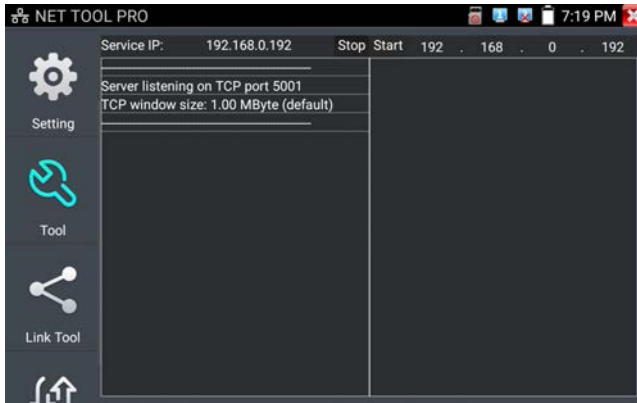 NET TOOL PRO 7:19 PM
Service IP: 192.168.0.192 Stop Start 192 . 168 . 0 . 192
Server listening on TCP port 5001
TCP window size: 1.00 MByte (default)
Setting
Tool
Link Tool